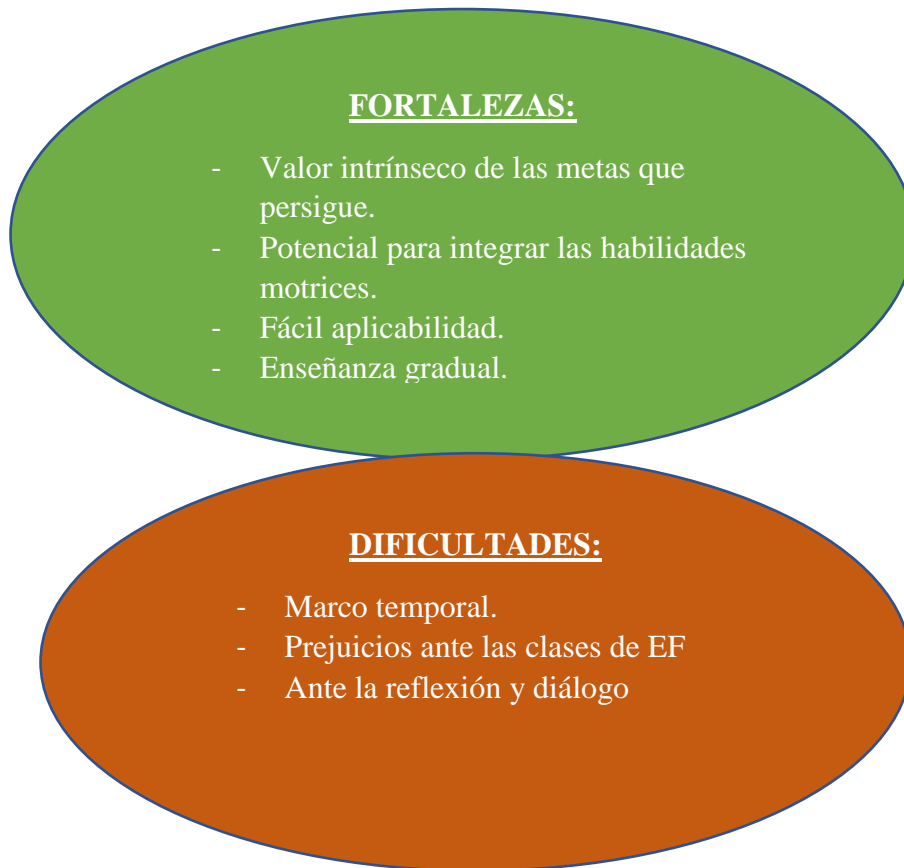 FORTALEZAS:
- Valor intrínseco de las metas que
persigue.
- Potencial para integrar las habilidades
motrices.
- Fácil aplicabilidad.
- Enseñanza gradual.
DIFICULTADES:
- Marco temporal.
- Prejuicios ante las clases de EF
- Ante la reflexión y diálogo